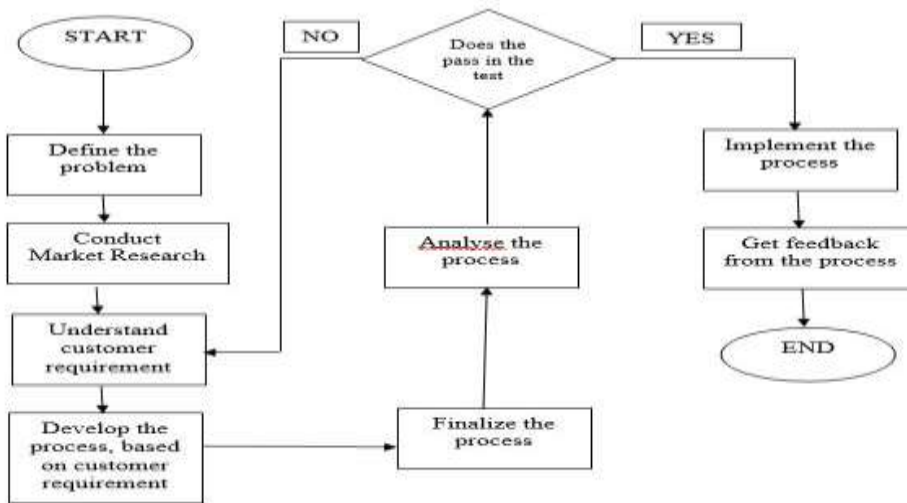 START
Define the
problem
Conduct
Market Research
Understand
customer
requirement
Develop the
process, based
on customer
requirement
Finalize the
process
Analyse the
process
Does the
pass in the
test
NO
YES
Implement the
process
Get feedback
from the process
END